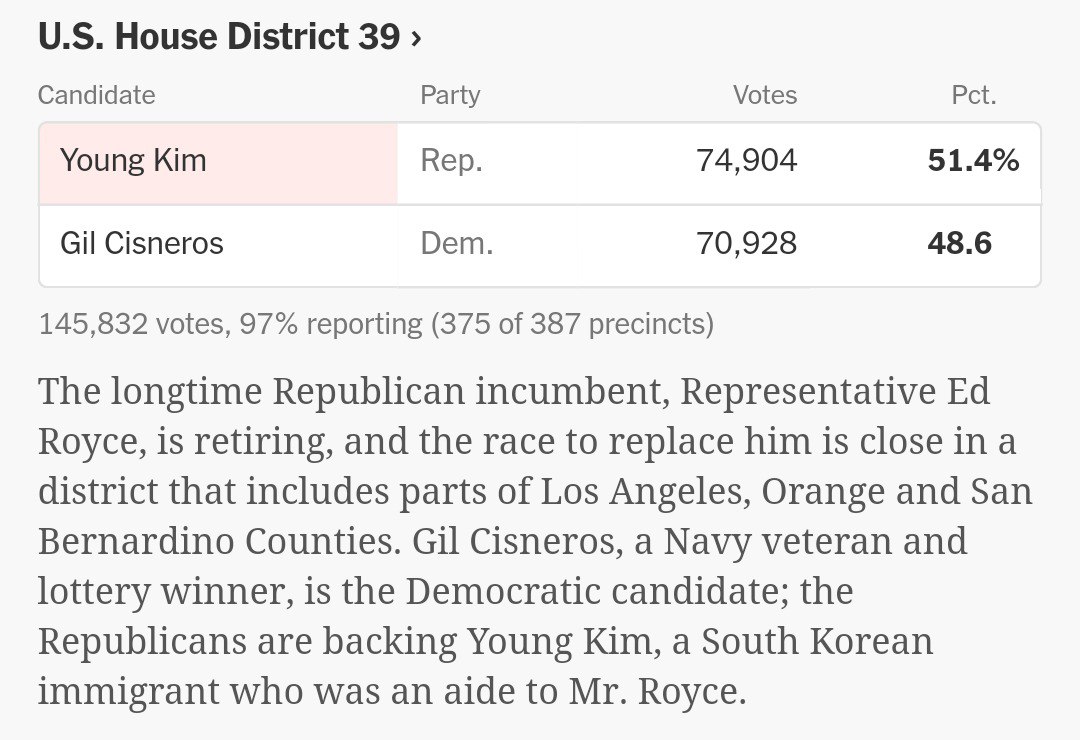 U.S. House District 39 ›
Candidate Party Votes Pct.
Young Kim Rep. 74,904 51.4%
Gil Cisneros Dem. 70,928 48.6
145,832 votes, 97% reporting (375 of 387 precincts)
The longtime Republican incumbent, Representative Ed
Royce, is retiring, and the race to replace him is close in a
district that includes parts of Los Angeles, Orange and San
Bernardino Counties. Gil Cisneros, a Navy veteran and
lottery winner, is the Democratic candidate; the
Republicans are backing Young Kim, a South Korean
immigrant who was an aide to Mr. Royce.